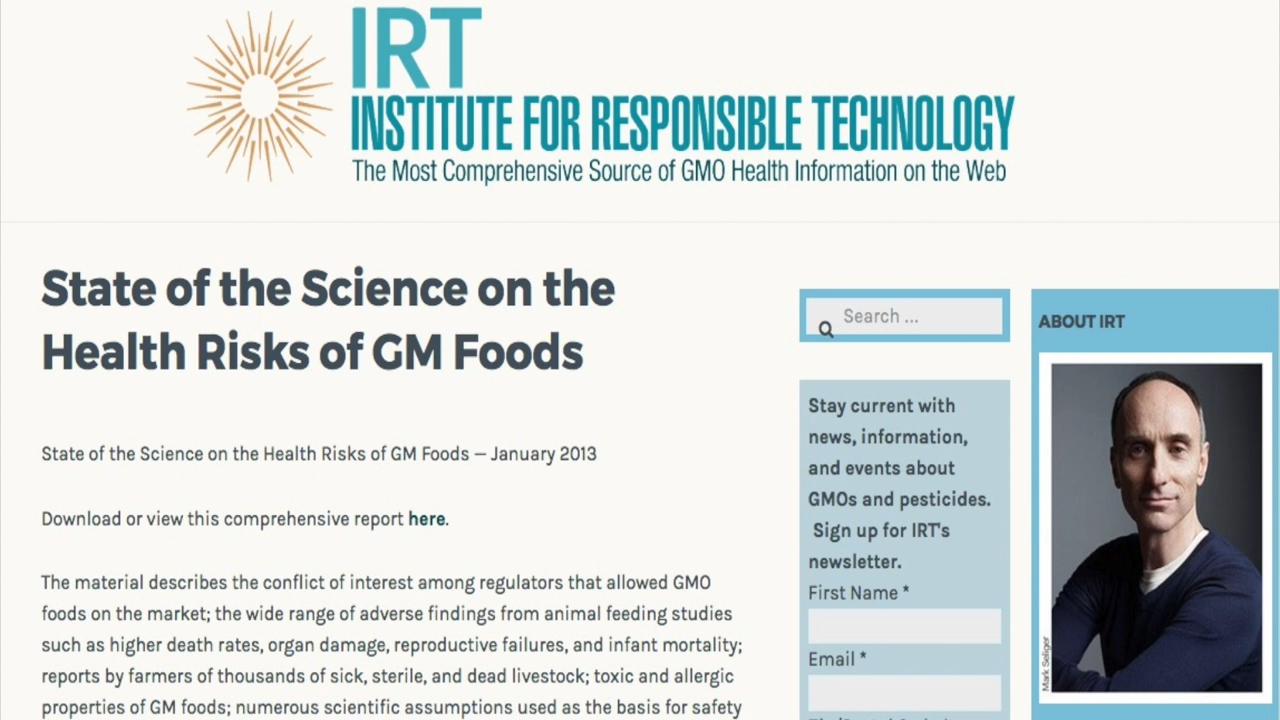 IRT
INSTITUTE FOR RESPONSIBLE TECHNOLOGY
The Most Comprehensive Source of GMO Health Information on the Web
State of the Science on the
Health Risks of GM Foods
State of the Science on the Health Risks of GM Foods – January 2013
Download or view this comprehensive report here.
The material describes the conflict of interest among regulators that allowed GMO
foods on the market; the wide range of adverse findings from animal feeding studies
such as higher death rates, organ damage, reproductive failures, and infant mortality;
reports by farmers of thousands of sick, sterile, and dead livestock; toxic and allergic
properties of GM foods; numerous scientific assumptions used as the basis for safety
Search ...
Stay current with
news, information,
and events about
GMOs and pesticides.
Sign up for IRT's
newsletter.
First Name *
Email *
ABOUT IRT
Mark Seliger